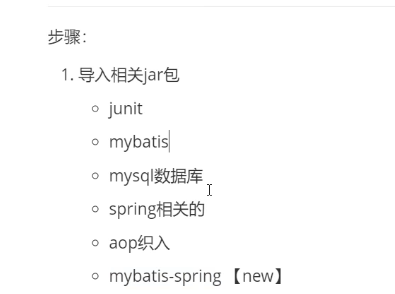 步骤：
1. 导入相关jar包
○ junit
○ mybatis
○ mysql数据库
○ spring相关的
○ aop织入
○ mybatis-spring 【new】